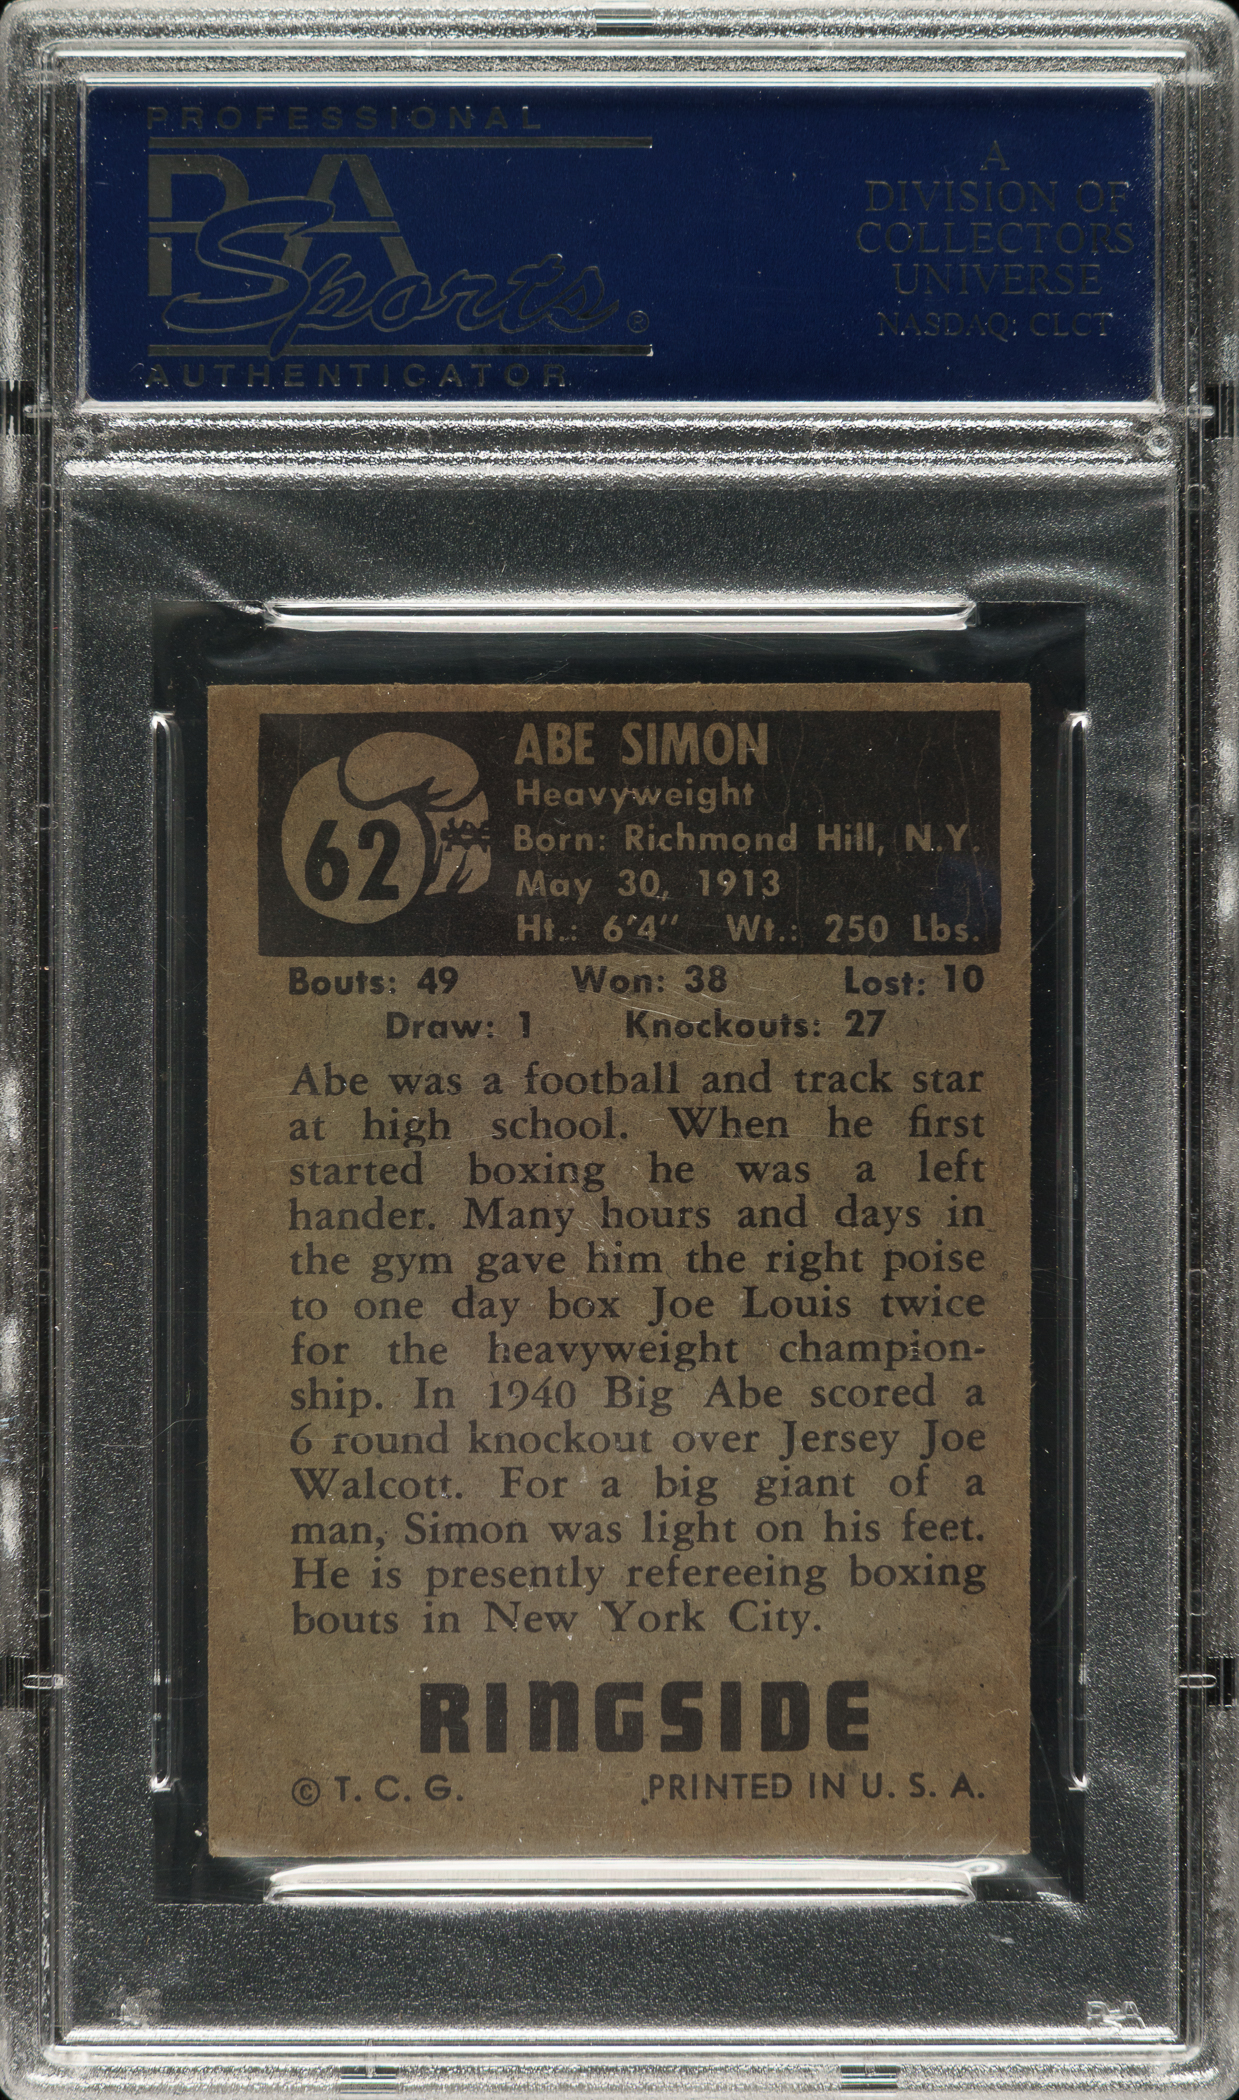 PROFESSIONAL
PSA
Sports®
AUTHENTICATOR
A
DIVISION OF
COLLECTORS
UNIVERSE
NASDAQ: CLCT
62
ABE SIMON
Heavyweight
Born: Richmond Hill, N.Y.
May 30, 1913
Ht.: 6'4" Wt.: 250 Lbs.
Bouts: 49 Won: 38 Lost: 10
Draw: 1 Knockouts: 27
Abe was a football and track star
at high school. When he first
started boxing he was a left
hander. Many hours and days in
the gym gave him the right poise
to one day box Joe Louis twice
for the heavyweight champion-
ship. In 1940 Big Abe scored a
6 round knockout over Jersey Joe
Walcott. For a big giant of a
man, Simon was light on his feet.
He is presently refereeing boxing
bouts in New York City.
RINGSIDE
© T. C. G. PRINTED IN U. S. A.
PSA